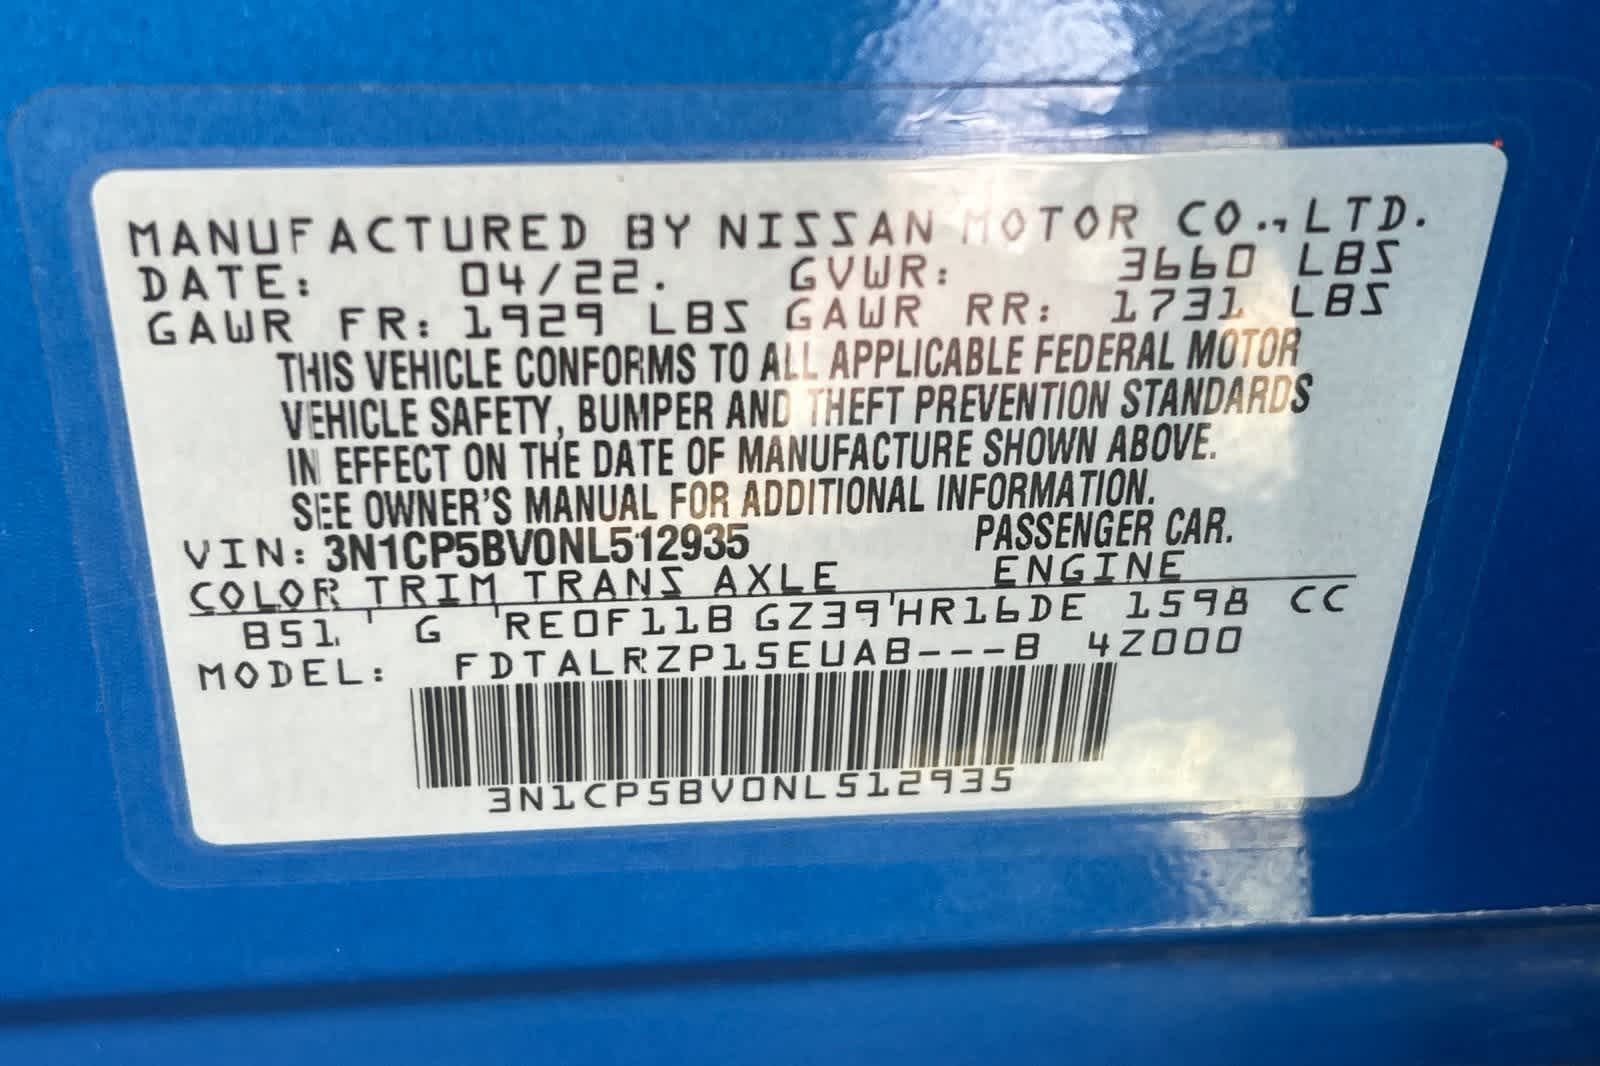 MANUFACTURED BY NISSAN MOTOR CO., LTD.
DATE: 04/22. GVWR: 3660 LBS
GAWR FR: 1929 LBS GAWR RR: 1731 LBS
THIS VEHICLE CONFORMS TO ALL APPLICABLE FEDERAL MOTOR
VEHICLE SAFETY, BUMPER AND THEFT PREVENTION STANDARDS
IN EFFECT ON THE DATE OF MANUFACTURE SHOWN ABOVE.
SEE OWNER'S MANUAL FOR ADDITIONAL INFORMATION.
VIN: 3N1CP5BV0NL512935 PASSENGER CAR.
COLOR TRIM TRANS AXLE ENGINE
B51 G RE0F11B GZ39 HR16DE 1598 CC
MODEL: FDTALRZP15EUAB---B 4Z000
3N1CP5BV0NL512935